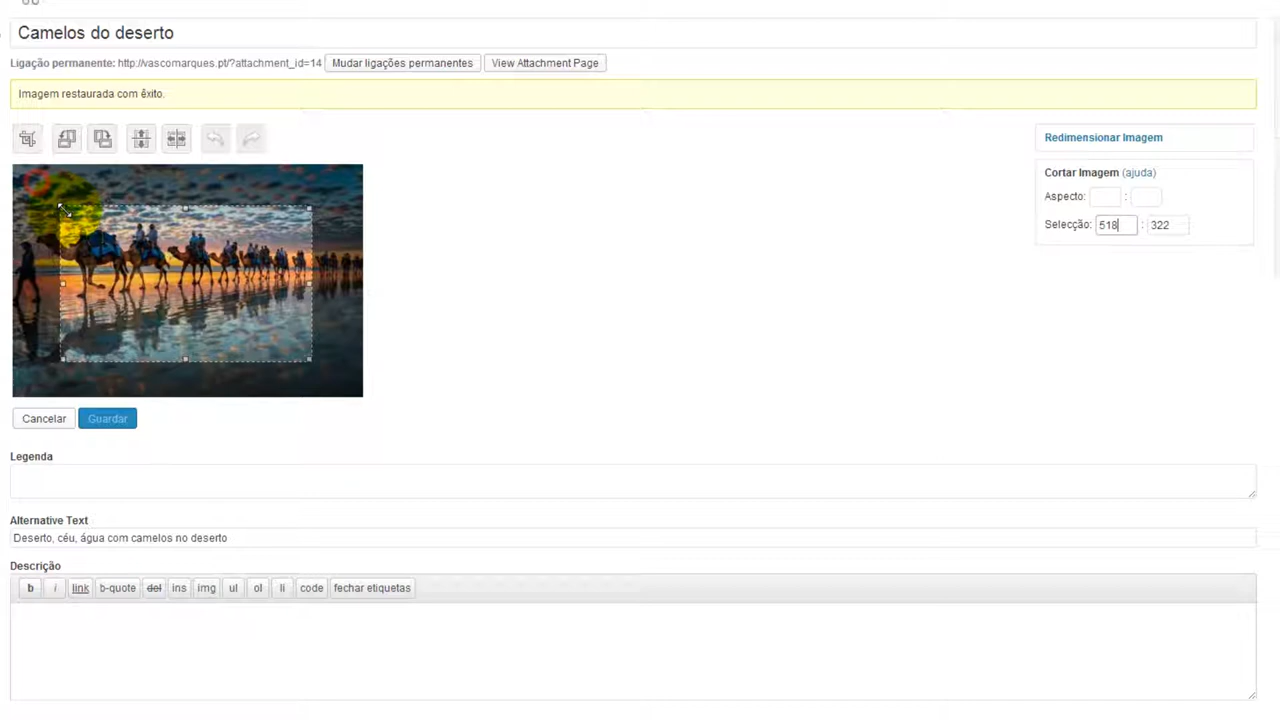 Camelos do deserto
Ligação permanente: http://vascomarques.pt/?attachment_id=14 Mudar ligações permanentes View Attachment Page
Imagem restaurada com êxito.
Redimensionar Imagem
Cortar Imagem (ajuda)
Aspecto: :
Selecção: 518 : 322
Cancelar Guardar
Legenda
Alternative Text
Deserto, céu, água com camelos no deserto
Descrição
b i link b-quote del ins img ul ol li code fechar etiquetas